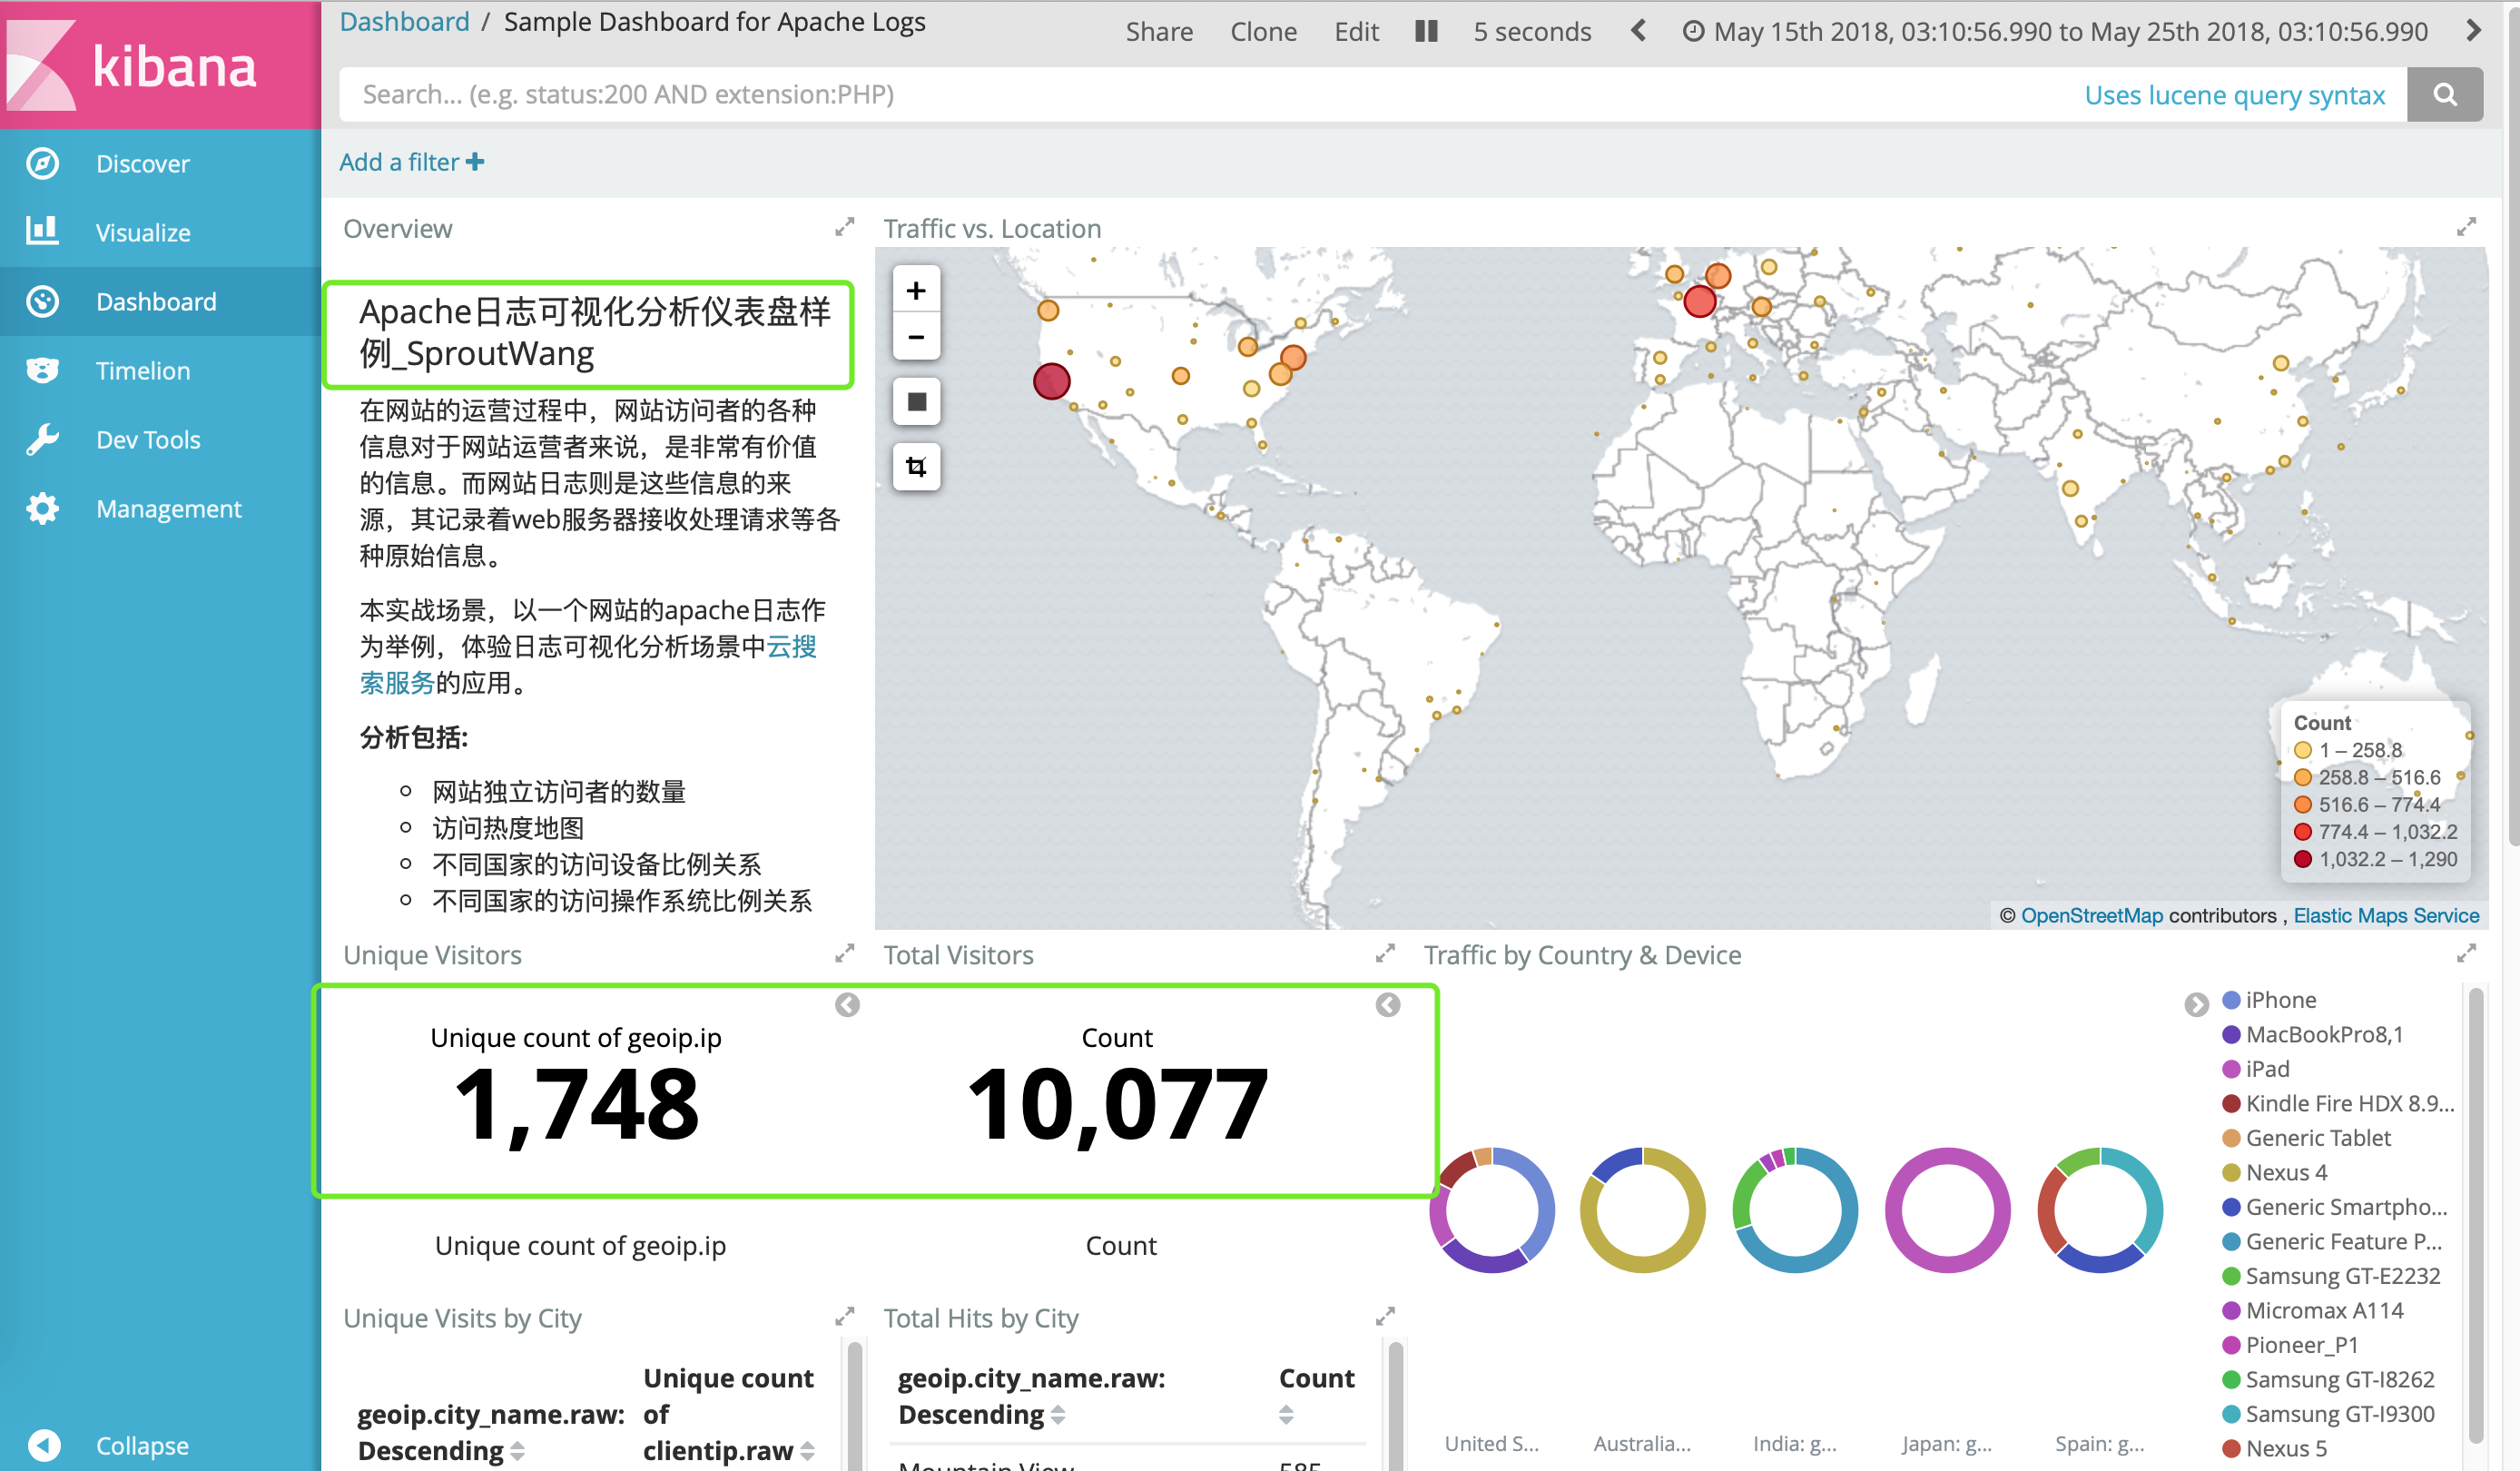 kibana
Dashboard / Sample Dashboard for Apache Logs
Share Clone Edit 5 seconds May 15th 2018, 03:10:56.990 to May 25th 2018, 03:10:56.990
Search... (e.g. status:200 AND extension:PHP)
Uses lucene query syntax
Add a filter
Discover
Visualize
Dashboard
Timelion
Dev Tools
Management
Collapse
Overview
Apache日志可视化分析仪表盘样
例_SproutWang
在网站的运营过程中，网站访问者的各种
信息对于网站运营者来说，是非常有价值
的信息。而网站日志则是这些信息的来
源，其记录着web服务器接收处理请求等各
种原始信息。
本实战场景，以一个网站的apache日志作
为举例，体验日志可视化分析场景中云搜
索服务的应用。
分析包括:
网站独立访问者的数量
访问热度地图
不同国家的访问设备比例关系
不同国家的访问操作系统比例关系
Traffic vs. Location
+
−
Count
1 – 258.8
258.8 – 516.6
516.6 – 774.4
774.4 – 1,032.2
1,032.2 – 1,290
© OpenStreetMap contributors , Elastic Maps Service
Unique Visitors
Unique count of geoip.ip
1,748
Unique count of geoip.ip
Total Visitors
Count
10,077
Count
Traffic by Country & Device
iPhone
MacBookPro8,1
iPad
Kindle Fire HDX 8.9...
Generic Tablet
Nexus 4
Generic Smartpho...
Generic Feature P...
Samsung GT-E2232
Micromax A114
Pioneer_P1
Samsung GT-I8262
Samsung GT-I9300
Nexus 5
United S...
Australia...
India: g...
Japan: g...
Spain: g...
Unique Visits by City
geoip.city_name.raw:
Descending
Unique count
of
clientip.raw
Total Hits by City
geoip.city_name.raw:
Descending
Count
Mountain View
585